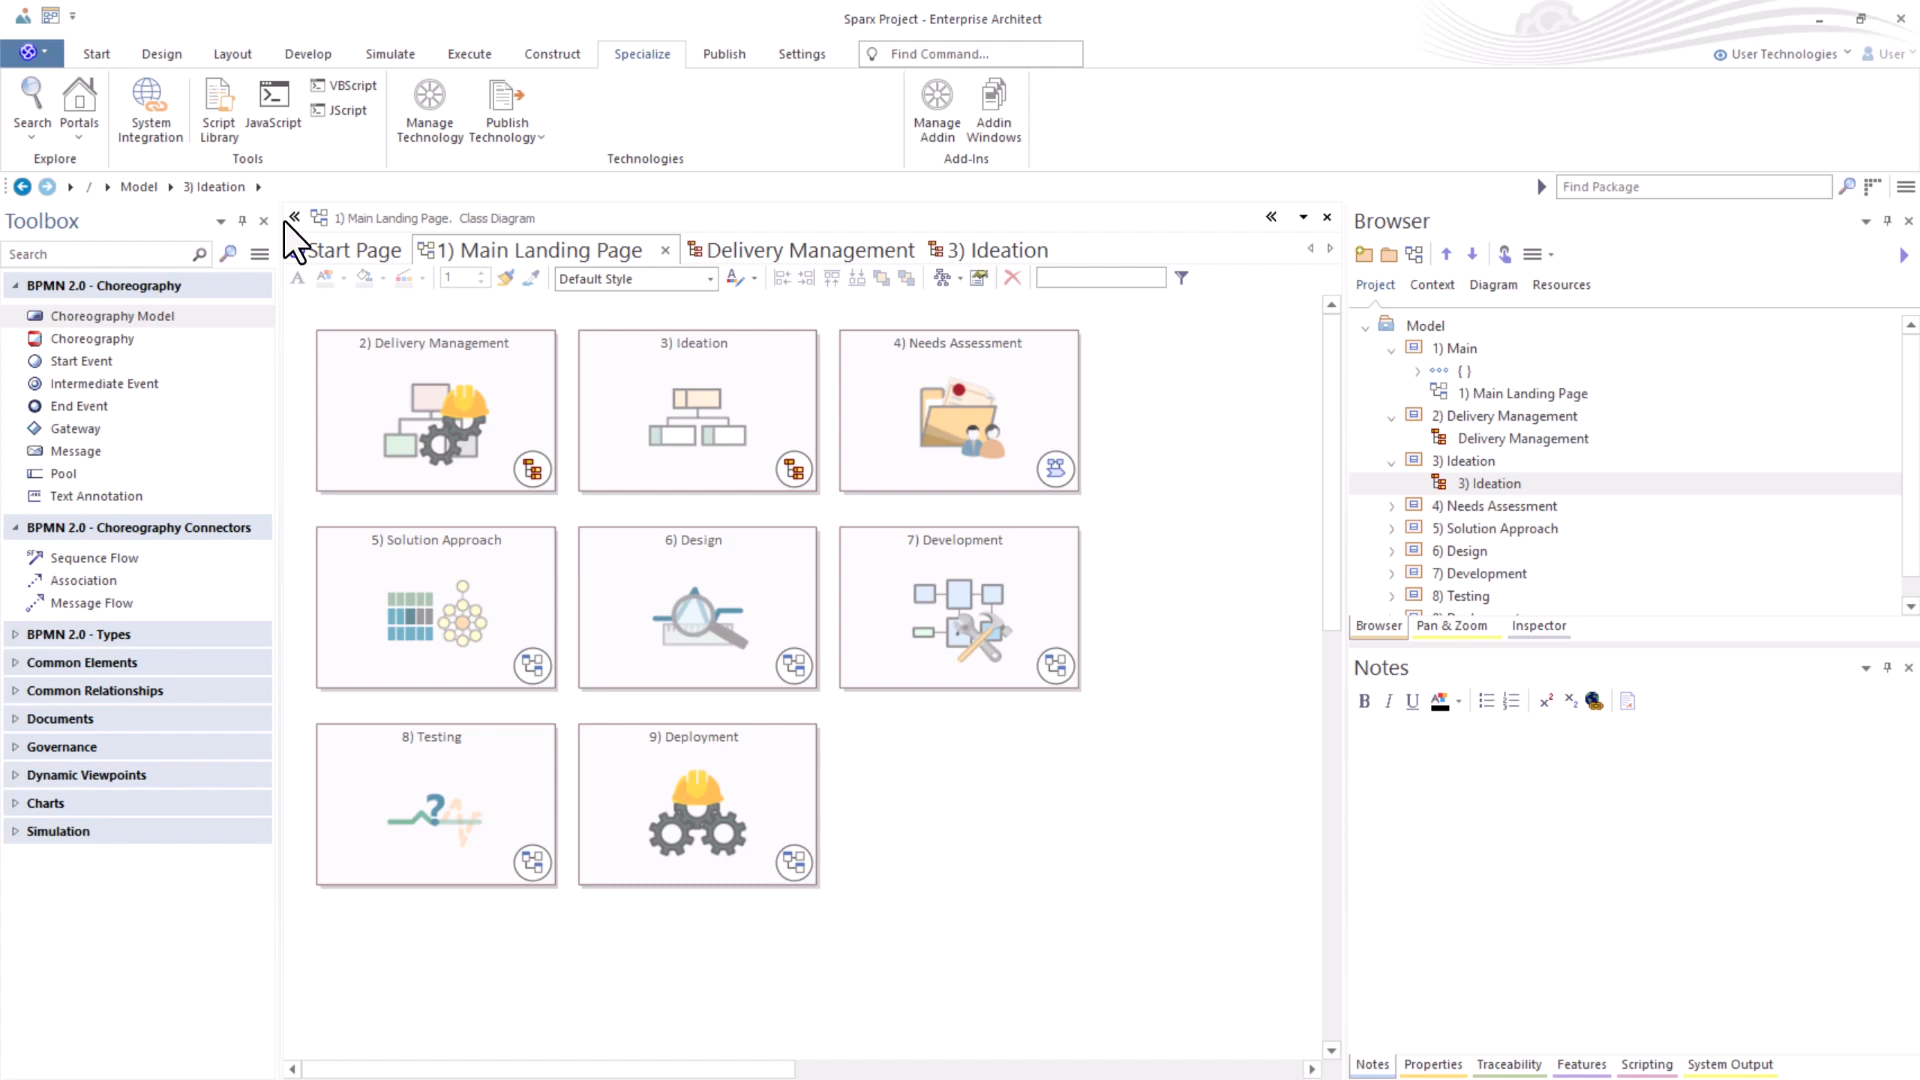 Sparx Project - Enterprise Architect
Start Design Layout Develop Simulate Execute Construct Specialize Publish Settings Find Command... User Technologies User
Search Portals System Integration Script Library JavaScript VBScript JScript Manage Technology Publish Technology Manage Addin Addin Windows
Explore Tools Technologies Add-Ins
/ Model 3) Ideation Find Package
Toolbox
Search
BPMN 2.0 - Choreography
Choreography Model
Choreography
Start Event
Intermediate Event
End Event
Gateway
Message
Pool
Text Annotation
BPMN 2.0 - Choreography Connectors
Sequence Flow
Association
Message Flow
BPMN 2.0 - Types
Common Elements
Common Relationships
Documents
Governance
Dynamic Viewpoints
Charts
Simulation
1) Main Landing Page. Class Diagram
Start Page 1) Main Landing Page Delivery Management 3) Ideation
1 Default Style
2) Delivery Management 3) Ideation 4) Needs Assessment
5) Solution Approach 6) Design 7) Development
8) Testing 9) Deployment
Browser
Project Context Diagram Resources
Model
1) Main
{ }
1) Main Landing Page
2) Delivery Management
Delivery Management
3) Ideation
3) Ideation
4) Needs Assessment
5) Solution Approach
6) Design
7) Development
8) Testing
Browser Pan & Zoom Inspector
Notes
B I U A x² x₂
Notes Properties Traceability Features Scripting System Output